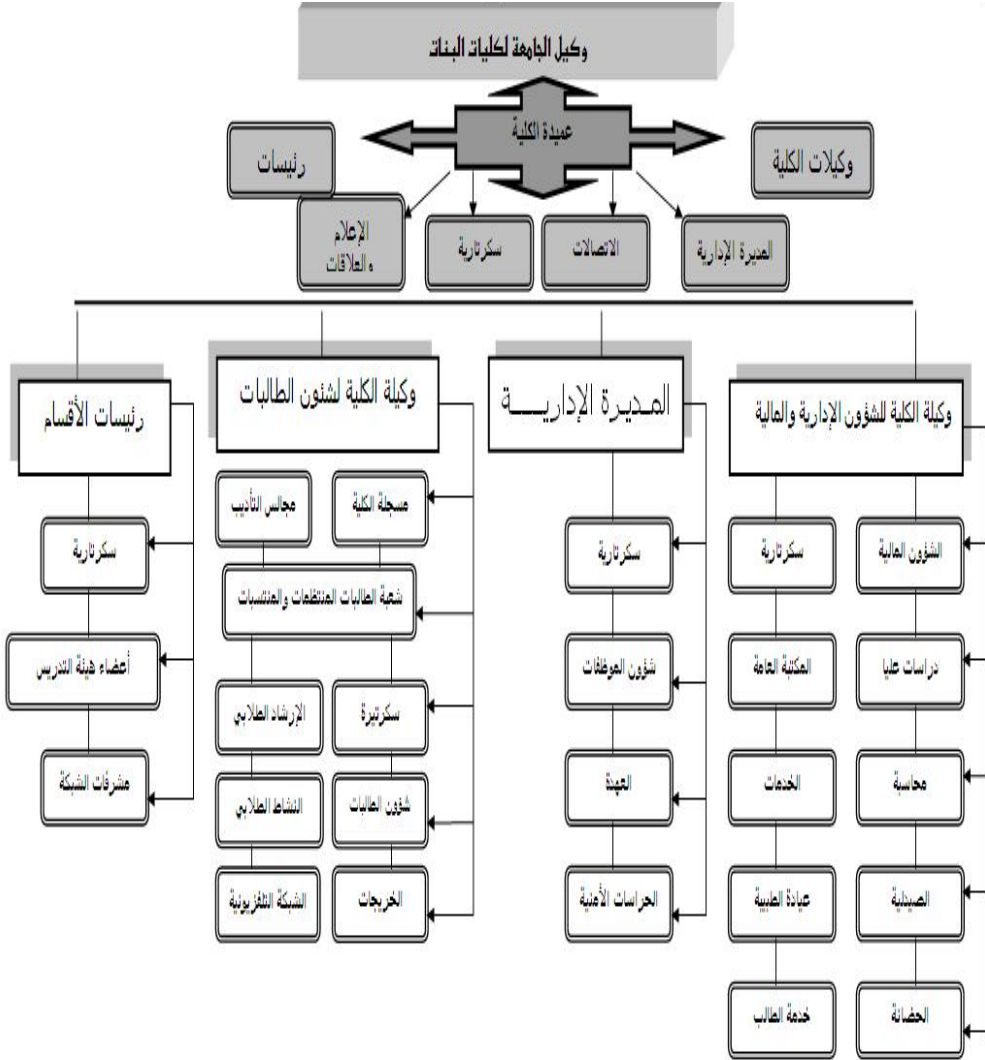 وكيل الجامعة لكليات البنات
عميدة الكلية
وكيلات الكلية
رئيسات
المديرة الإدارية
الاتصالات
سكرتارية
الإعلام
والعلاقات
وكيلة الكلية للشؤون الإدارية والمالية
المـديـرة الإداريـــــة
وكيلة الكلية لشئون الطالبات
رئيسات الأقسام
الشؤون المالية
سكرتارية
دراسات عليا
المكتبة العامة
محاسبة
الخدمات
الصيدلية
عيادة الطبية
الحضانة
خدمة الطالب
سكرتارية
شؤون الموظفات
العهدة
الحراسات الأمنية
مسجلة الكلية
مجالس التأديب
شعبة الطالبات المنتظمات والمنتسبات
سكرتيرة
الإرشاد الطلابي
شؤون الطالبات
النشاط الطلابي
الخريجات
الشبكة التلفزيونية
سكرتارية
أعضاء هيئة التدريس
مشرفات الشبكة